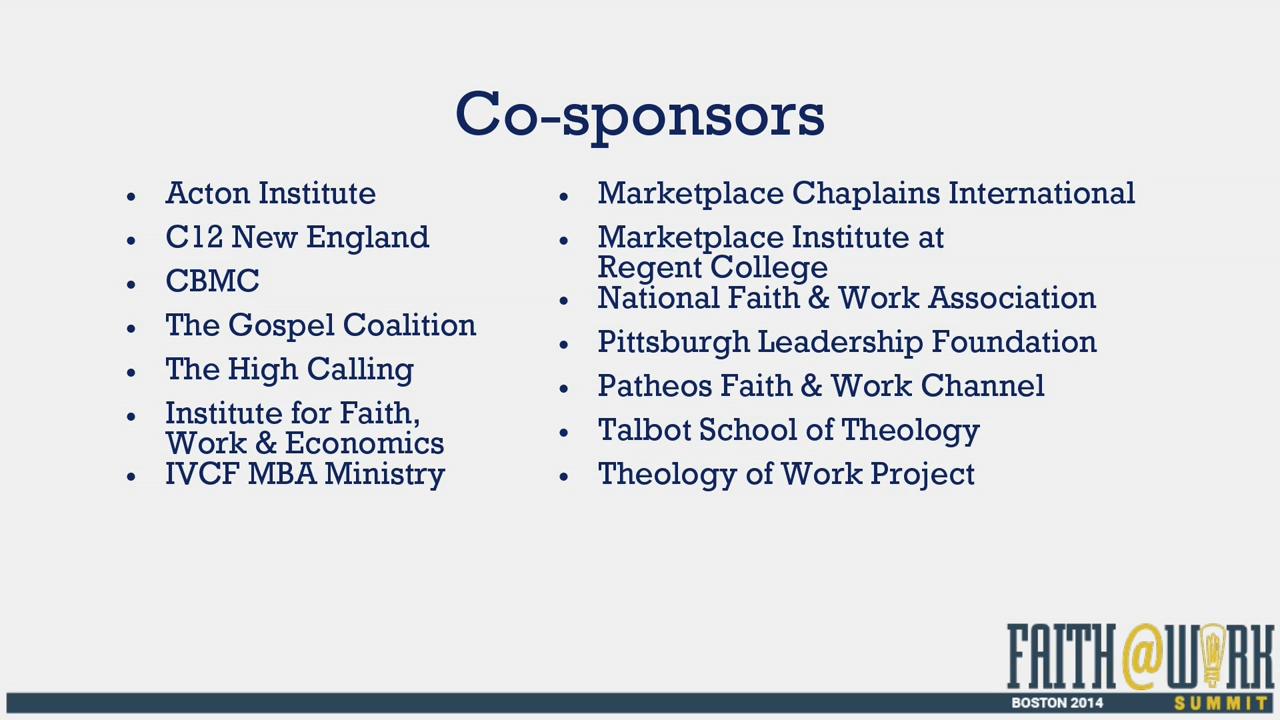 Co-sponsors
• Acton Institute
• C12 New England
• CBMC
• The Gospel Coalition
• The High Calling
• Institute for Faith,
Work & Economics
• IVCF MBA Ministry
• Marketplace Chaplains International
• Marketplace Institute at
Regent College
• National Faith & Work Association
• Pittsburgh Leadership Foundation
• Patheos Faith & Work Channel
• Talbot School of Theology
• Theology of Work Project
FAITH@WORK
BOSTON 2014 SUMMIT